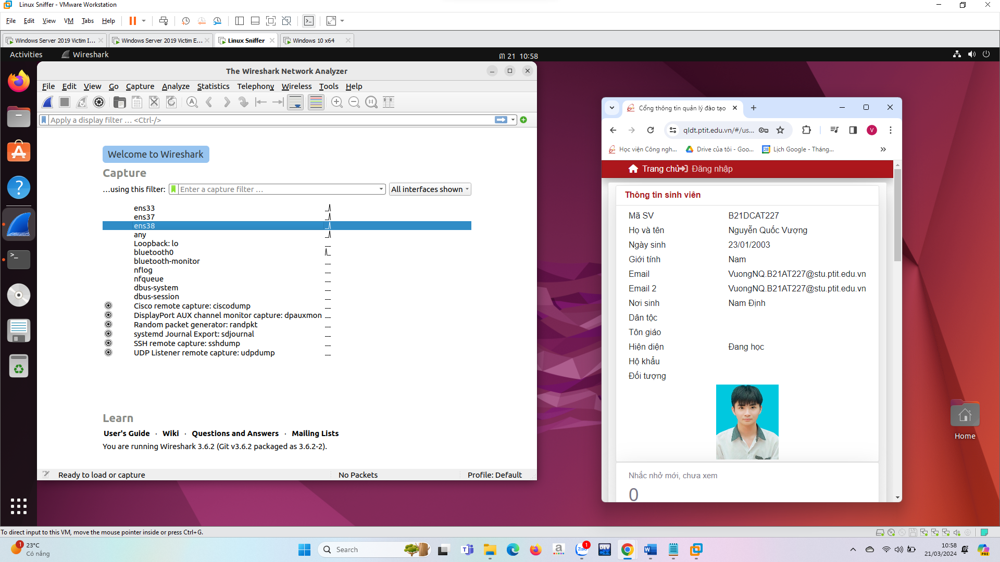 Linux Sniffer - VMware Workstation
File Edit View VM Tabs Help
Windows Server 2019 Victim I... Windows Server 2019 Victim E... Linux Sniffer Windows 10 x64
Activities Wireshark
ต 21 10:58
The Wireshark Network Analyzer
File Edit View Go Capture Analyze Statistics Telephony Wireless Tools Help
Apply a display filter … <Ctrl-/>
Welcome to Wireshark
Capture
…using this filter: Enter a capture filter … All interfaces shown
ens33
ens37
ens38
any
Loopback: lo
bluetooth0
bluetooth-monitor
nflog
nfqueue
dbus-system
dbus-session
Cisco remote capture: ciscodump
DisplayPort AUX channel monitor capture: dpauxmon
Random packet generator: randpkt
systemd Journal Export: sdjournal
SSH remote capture: sshdump
UDP Listener remote capture: udpdump
Learn
User's Guide · Wiki · Questions and Answers · Mailing Lists
You are running Wireshark 3.6.2 (Git v3.6.2 packaged as 3.6.2-2).
Ready to load or capture No Packets Profile: Default
Cổng thông tin quản lý đào tạo
qldt.ptit.edu.vn/#/us...
V
Học viện Công ngh... Drive của tôi - Goo... 28 Lịch Google - Tháng...
Trang chủ Đăng nhập
Thông tin sinh viên
Mã SV B21DCAT227
Họ và tên Nguyễn Quốc Vượng
Ngày sinh 23/01/2003
Giới tính Nam
Email VuongNQ.B21AT227@stu.ptit.edu.vn
Email 2 VuongNQ.B21AT227@stu.ptit.edu.vn
Nơi sinh Nam Định
Dân tộc
Tôn giáo
Hiện diện Đang học
Hộ khẩu
Đối tượng
Nhắc nhở mới, chưa xem
0
Home
To direct input to this VM, move the mouse pointer inside or press Ctrl+G.
1
23°C
Có nắng
Search
Zalo
1
DEV
10:58
21/03/2024
PRE